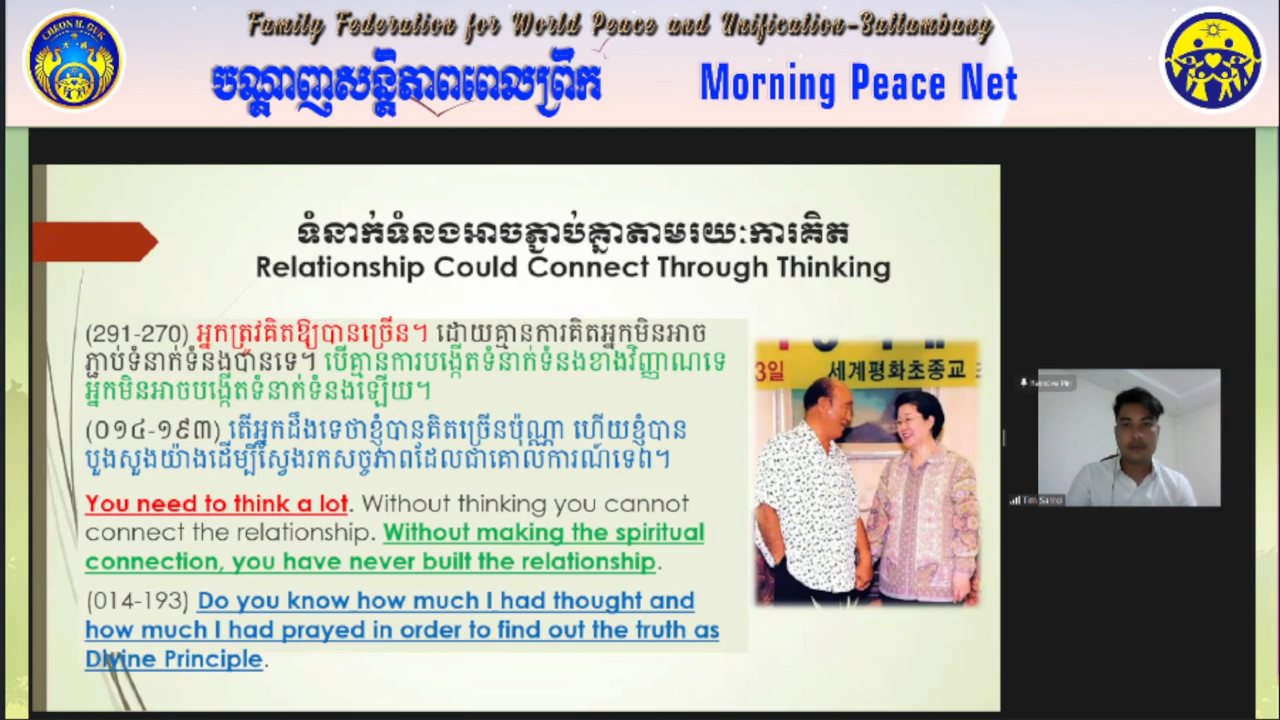 Family Federation for World Peace and Unification-Battambang
បណ្ដាញសន្តិភាពពេលព្រឹក
Morning Peace Net
CHEON IL GUK
ទំនាក់ទំនងអាចភ្ជាប់គ្នាតាមរយៈការគិត
Relationship Could Connect Through Thinking
(291-270) អ្នកត្រូវគិតឱ្យបានច្រើន។ ដោយគ្មានការគិតអ្នកមិនអាច
ភ្ជាប់ទំនាក់ទំនងបានទេ។ បើគ្មានការបង្កើតទំនាក់ទំនងខាងវិញ្ញាណទេ
អ្នកមិនអាចបង្កើតទំនាក់ទំនងឡើយ។
(០១៤-១៩៣) តើអ្នកដឹងទេថាខ្ញុំបានគិតច្រើនប៉ុណ្ណា ហើយខ្ញុំបាន
បួងសួងយ៉ាងដើម្បីស្វែងរកសច្ចភាពដែលជាគោលការណ៍ទេព។
You need to think a lot. Without thinking you cannot
connect the relationship. Without making the spiritual
connection, you have never built the relationship.
(014-193) Do you know how much I had thought and
how much I had prayed in order to find out the truth as
Divine Principle.
3일 세계평화초종교
Remove Pin
Tim Samol